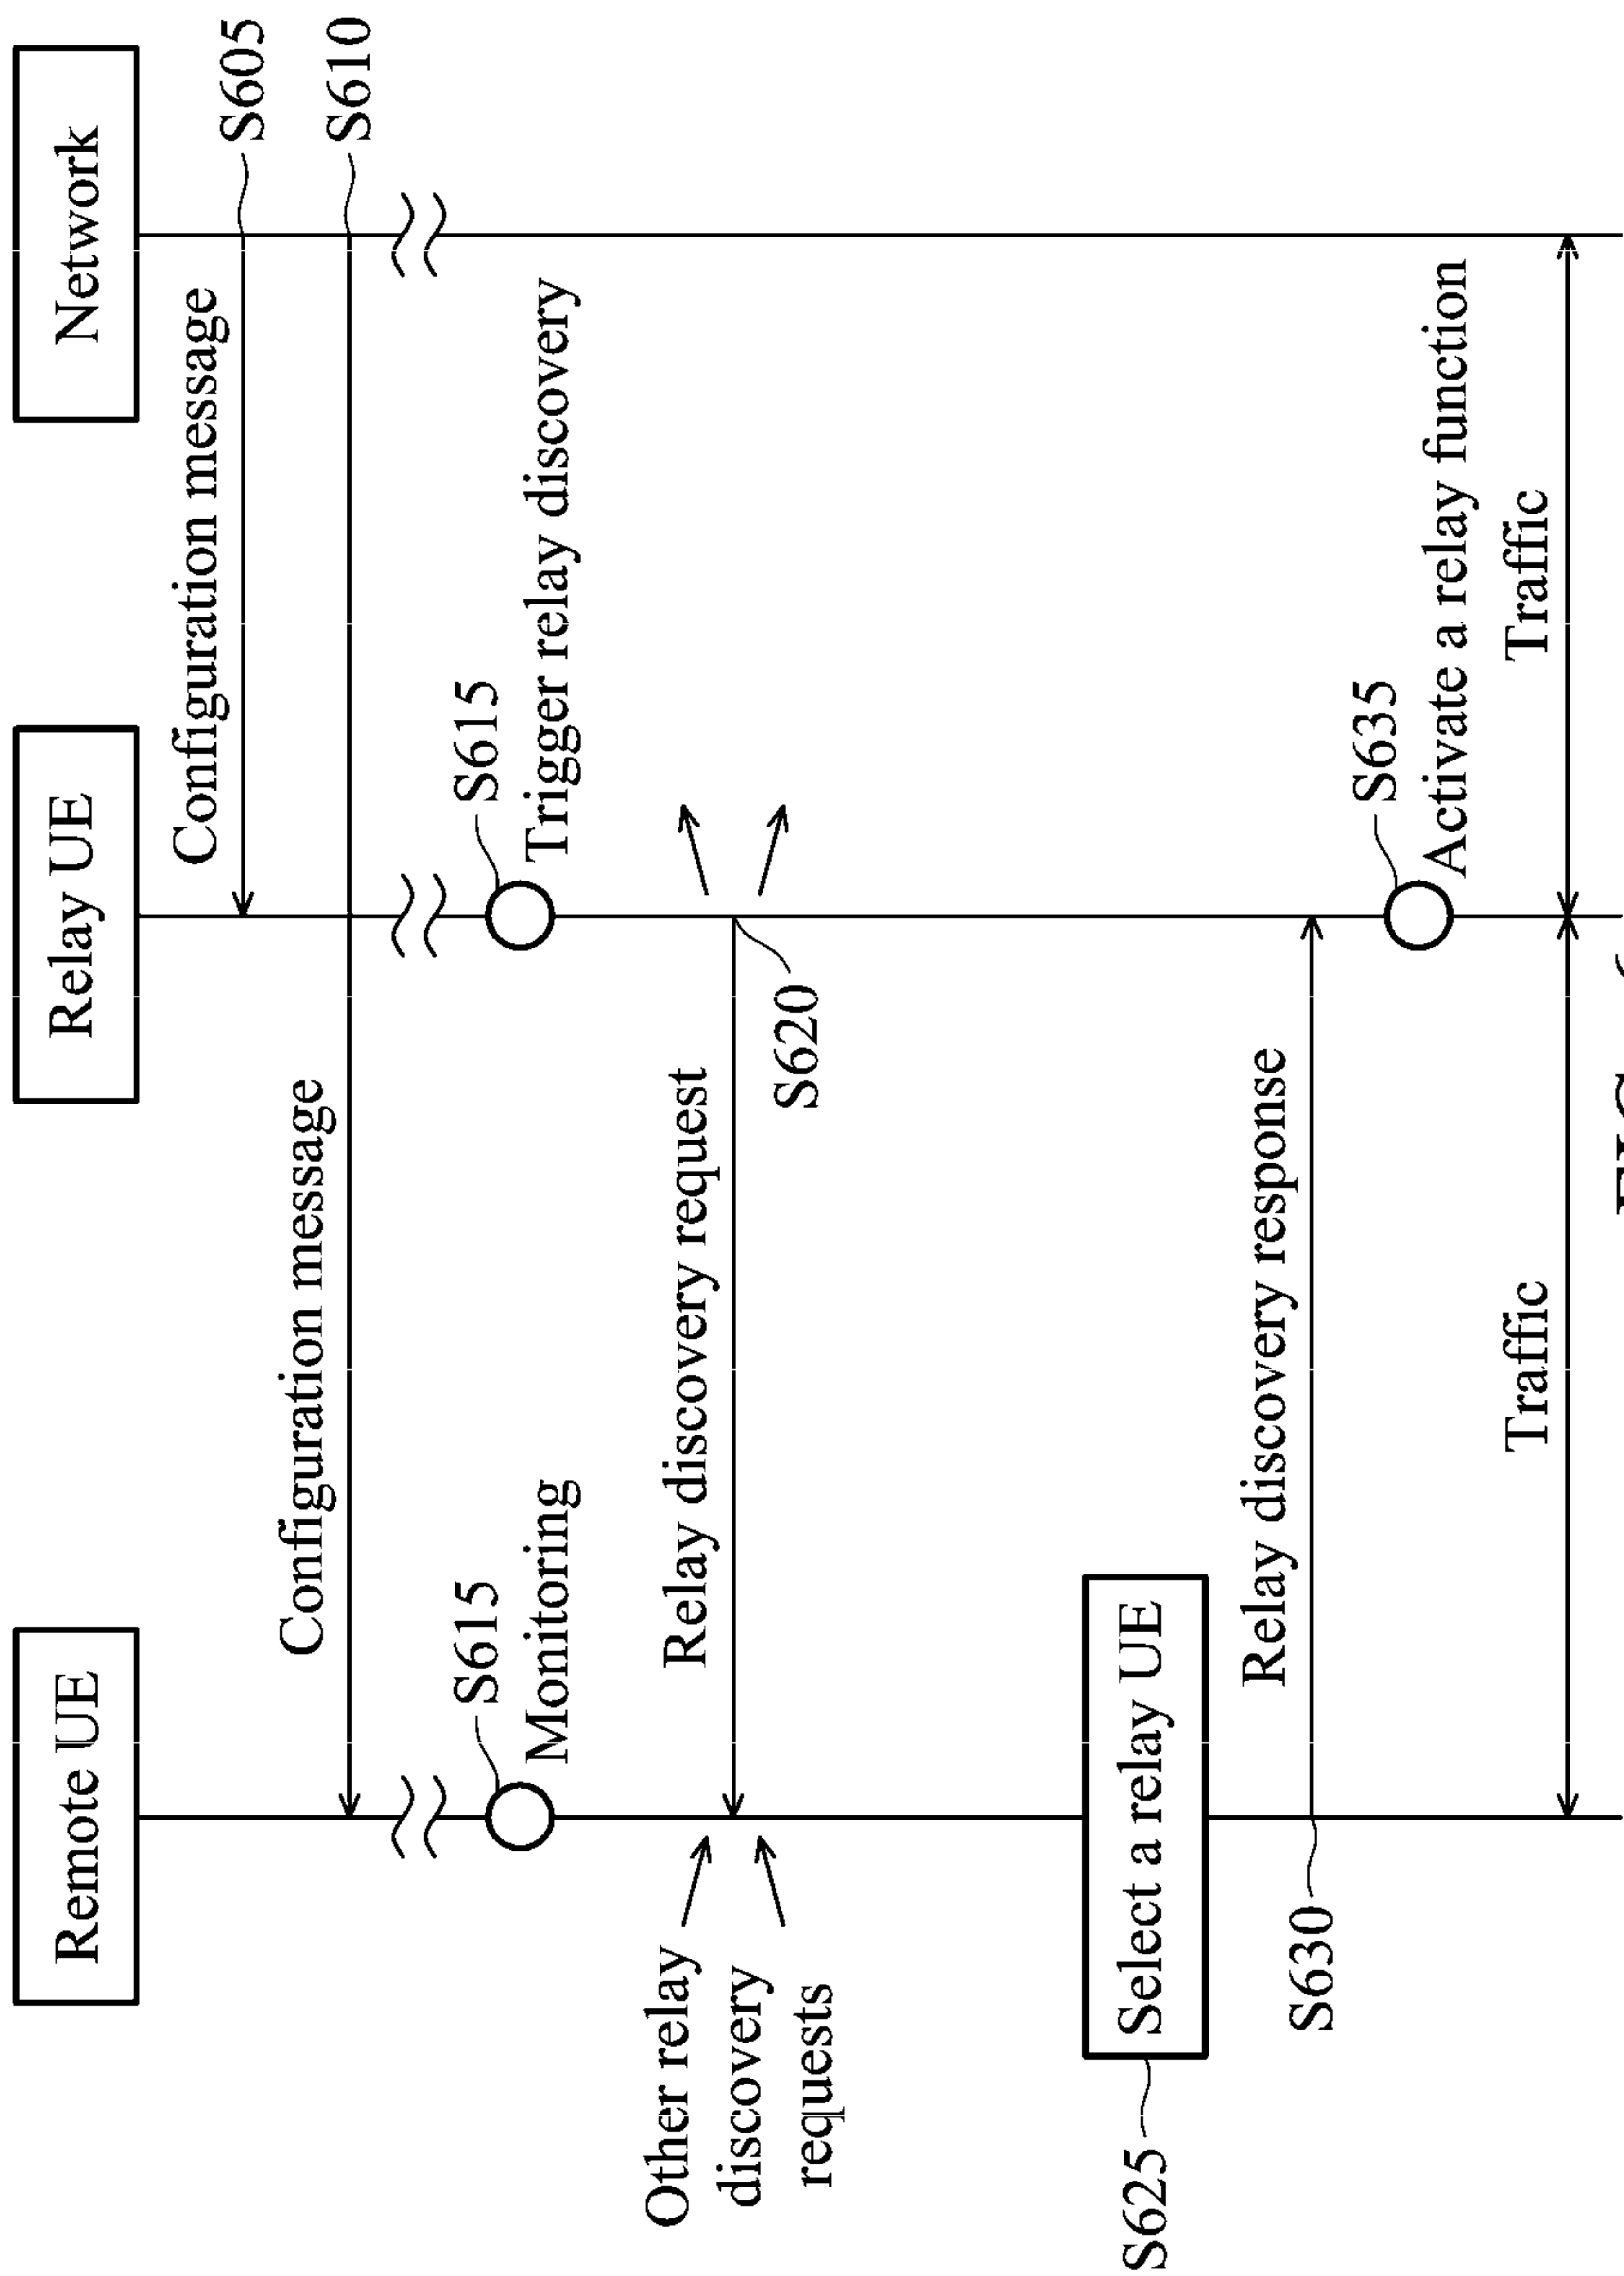 Remote UE
Relay UE
Network
Configuration message
S605
Configuration message
S610
S615
Monitoring
S615
Trigger relay discovery
Other relay
discovery
requests
Relay discovery request
S620
S625
Select a relay UE
Relay discovery response
S630
S635
Activate a relay function
Traffic
Traffic